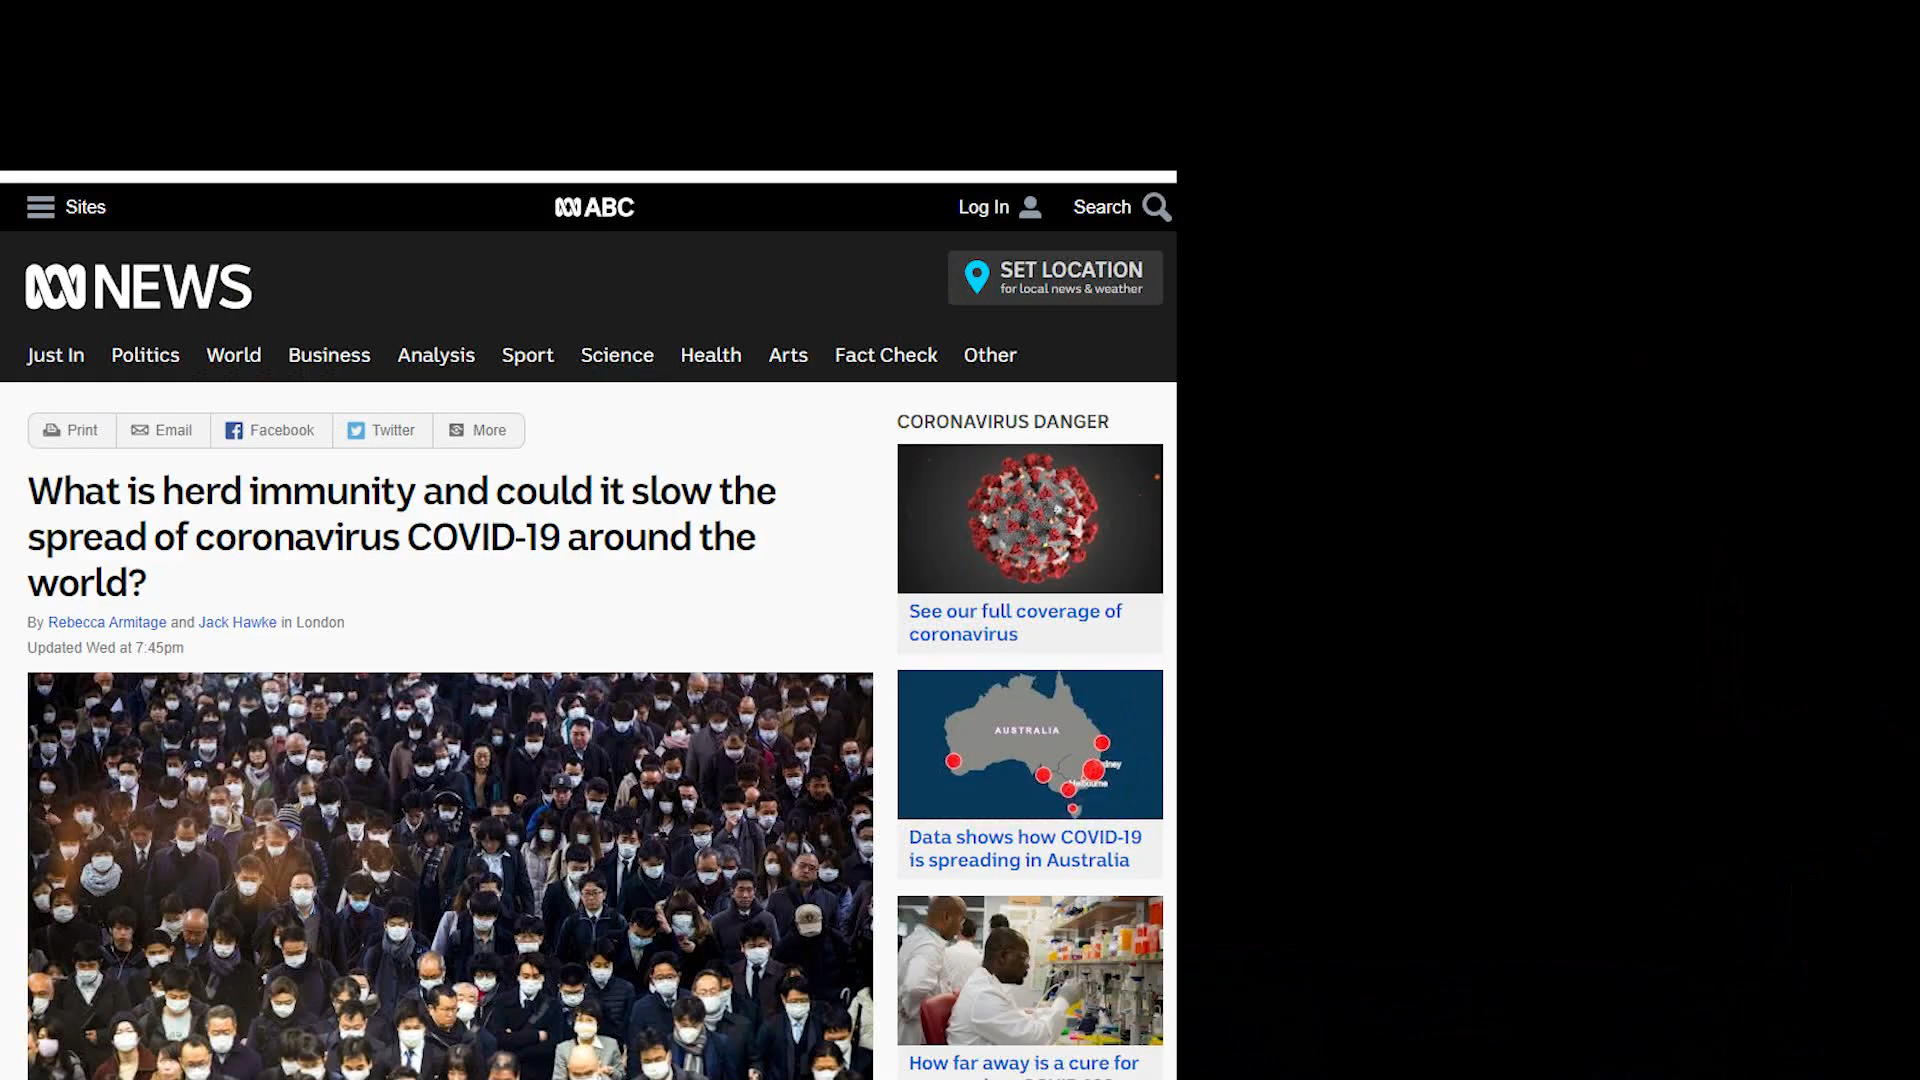 Sites
ABC
Log In
Search
NEWS
SET LOCATION
for local news & weather
Just In Politics World Business Analysis Sport Science Health Arts Fact Check Other
Print Email Facebook Twitter More
What is herd immunity and could it slow the
spread of coronavirus COVID-19 around the
world?
By Rebecca Armitage and Jack Hawke in London
Updated Wed at 7:45pm
CORONAVIRUS DANGER
See our full coverage of
coronavirus
AUSTRALIA
Melbourne
Data shows how COVID-19
is spreading in Australia
How far away is a cure for